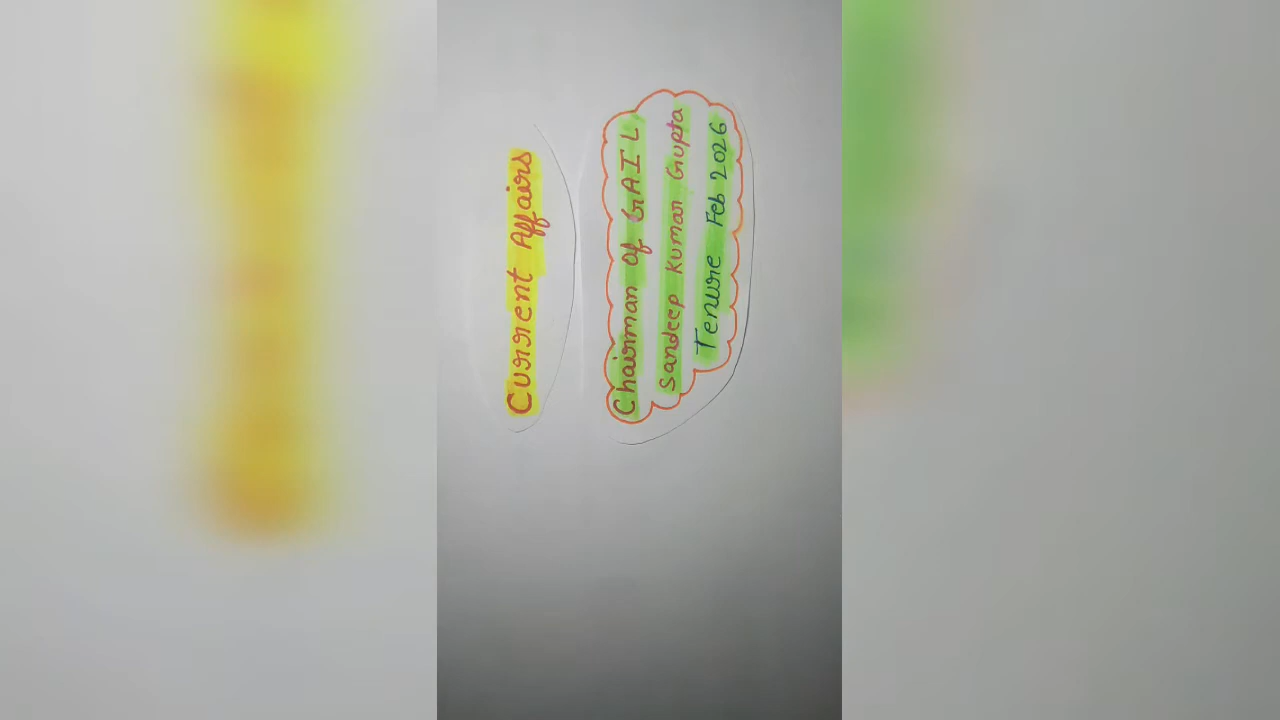 Current Affairs
Chairman of GAIL
Sandeep Kumar Gupta
Tenure Feb 2026